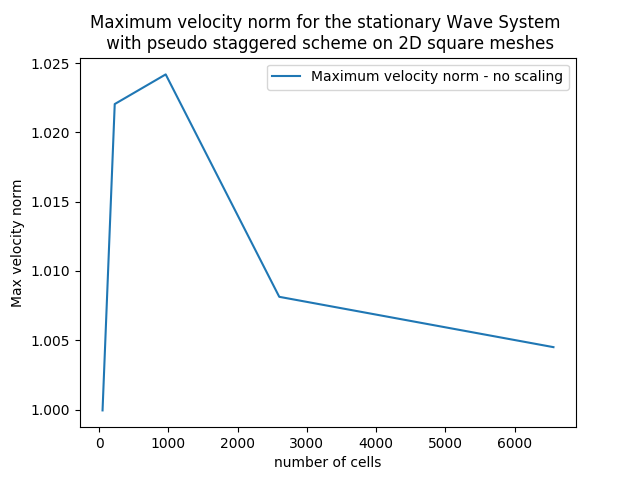 Maximum velocity norm for the stationary Wave System
with pseudo staggered scheme on 2D square meshes
Maximum velocity norm - no scaling
1.025
1.020
1.015
1.010
1.005
1.000
Max velocity norm
0 1000 2000 3000 4000 5000 6000
number of cells